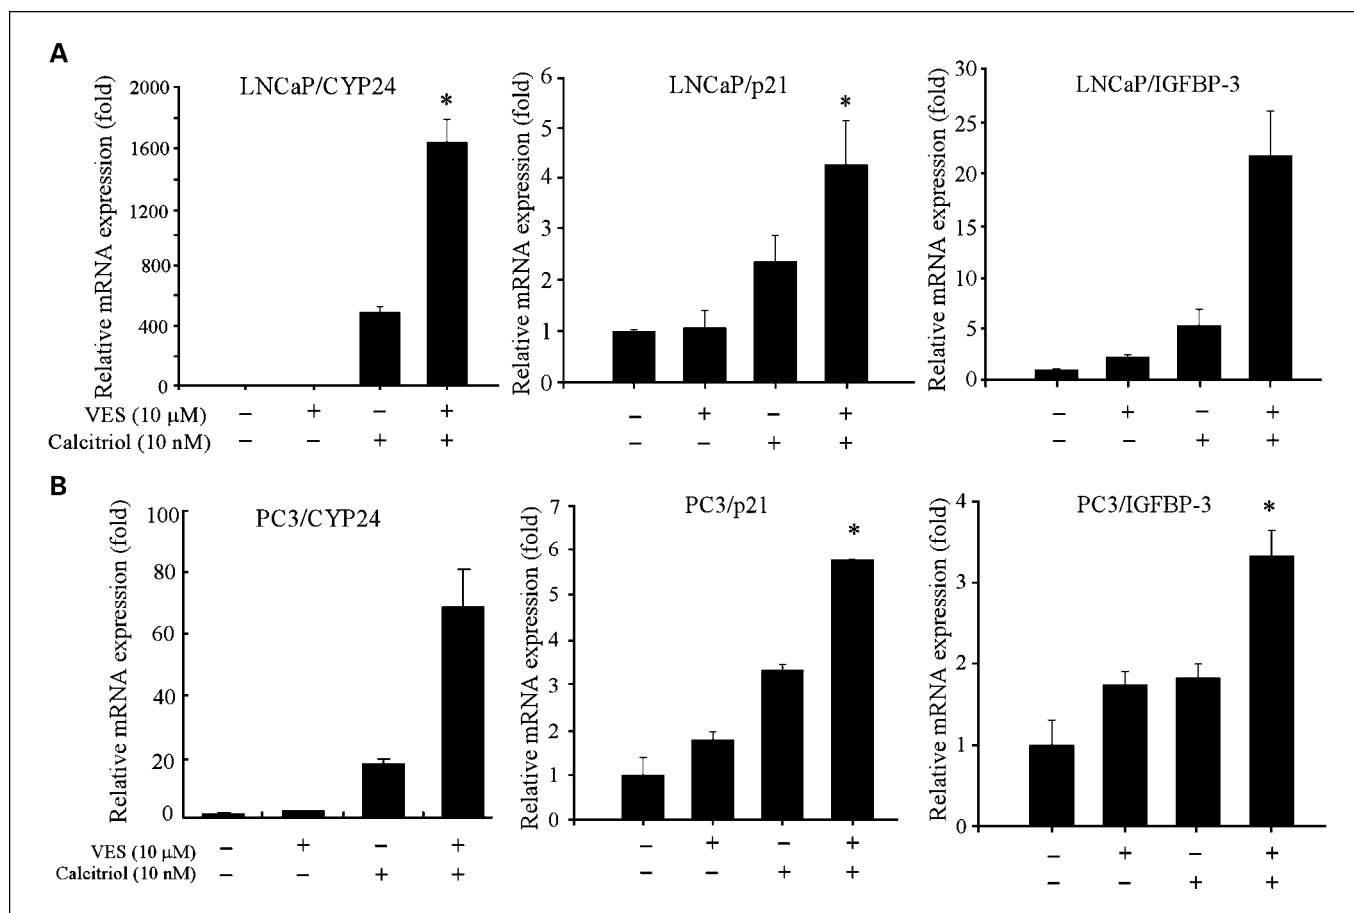 A
LNCaP/CYP24
Relative mRNA expression (fold)
2000
1600
1200
800
400
0
*
LNCaP/p21
Relative mRNA expression (fold)
6
5
4
3
2
1
0
*
LNCaP/IGFBP-3
Relative mRNA expression (fold)
30
25
20
15
10
5
0
VES (10 µM) − + − + − + − + − + − +
Calcitriol (10 nM) − − + + − − + + − − + +
B
PC3/CYP24
Relative mRNA expression (fold)
100
80
60
40
20
0
PC3/p21
Relative mRNA expression (fold)
7
6
5
4
3
2
1
0
*
PC3/IGFBP-3
Relative mRNA expression (fold)
4
3
2
1
0
*
VES (10 µM) − + − + − + − + − + − +
Calcitriol (10 nM) − − + + − − + + − − + +